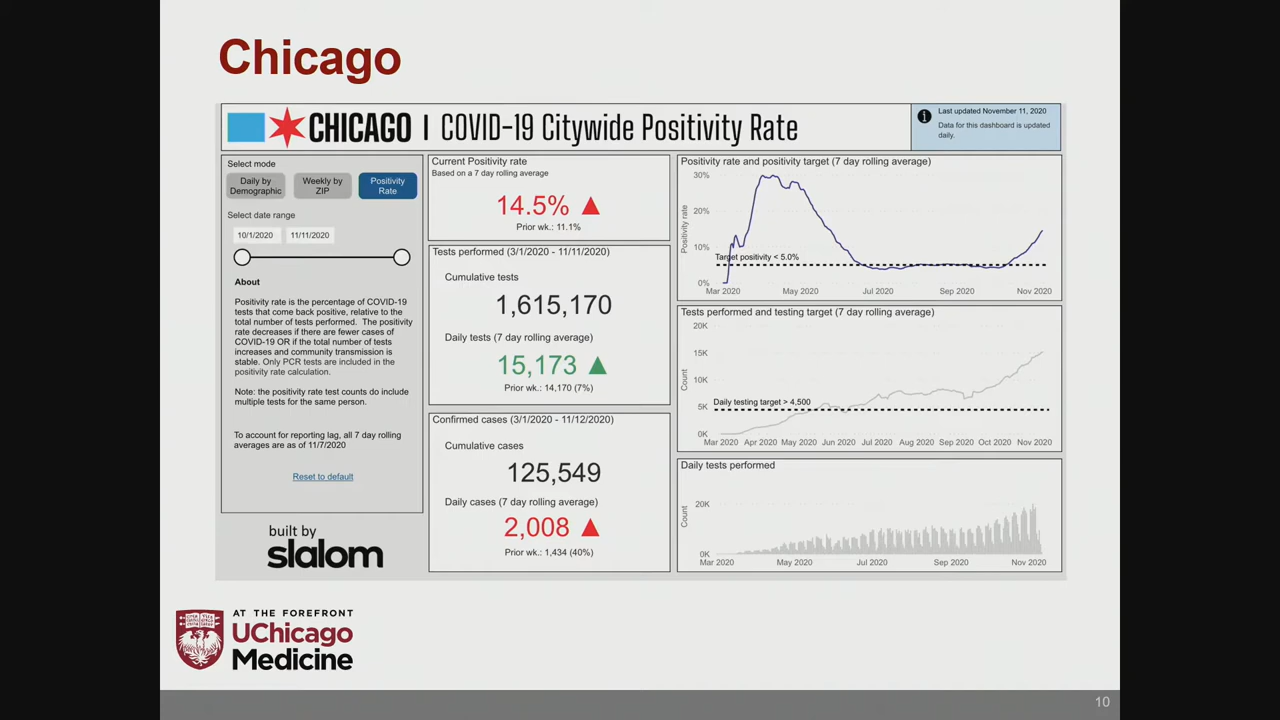 Chicago
CHICAGO | COVID-19 Citywide Positivity Rate
Last updated November 11, 2020
Data for this dashboard is updated
daily.
Select mode
Daily by
Demographic
Weekly by
ZIP
Positivity
Rate
Select date range
10/1/2020
11/11/2020
About
Positivity rate is the percentage of COVID-19
tests that come back positive, relative to the
total number of tests performed. The positivity
rate decreases if there are fewer cases of
COVID-19 OR if the total number of tests
increases and community transmission is
stable. Only PCR tests are included in the
positivity rate calculation.
Note: the positivity rate test counts do include
multiple tests for the same person.
To account for reporting lag, all 7 day rolling
averages are as of 11/7/2020
Reset to default
built by
slalom
Current Positivity rate
Based on a 7 day rolling average
14.5%
Prior wk.: 11.1%
Tests performed (3/1/2020 - 11/11/2020)
Cumulative tests
1,615,170
Daily tests (7 day rolling average)
15,173
Prior wk.: 14,170 (7%)
Confirmed cases (3/1/2020 - 11/12/2020)
Cumulative cases
125,549
Daily cases (7 day rolling average)
2,008
Prior wk.: 1,434 (40%)
Positivity rate and positivity target (7 day rolling average)
Positivity rate
30%
20%
10%
Target positivity < 5.0%
0%
Mar 2020 May 2020 Jul 2020 Sep 2020 Nov 2020
Tests performed and testing target (7 day rolling average)
Count
20K
15K
10K
Daily testing target > 4,500
5K
0K
Mar 2020 Apr 2020 May 2020 Jun 2020 Jul 2020 Aug 2020 Sep 2020 Oct 2020 Nov 2020
Daily tests performed
Count
20K
0K
Mar 2020 May 2020 Jul 2020 Sep 2020 Nov 2020
AT THE FOREFRONT
UChicago
Medicine
10